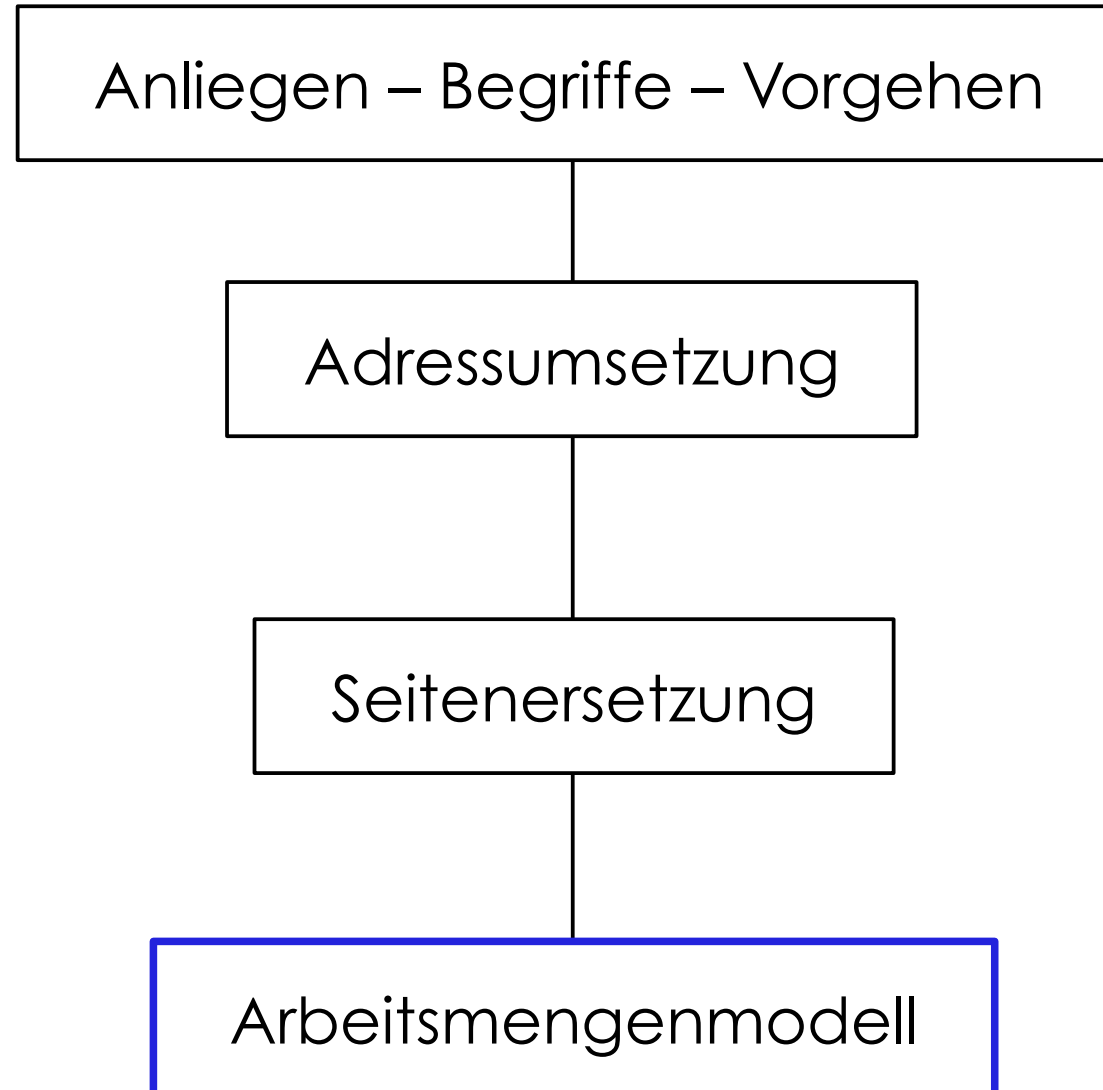 Anliegen – Begriffe – Vorgehen
Adressumsetzung
Seitenersetzung
Arbeitsmengenmodell